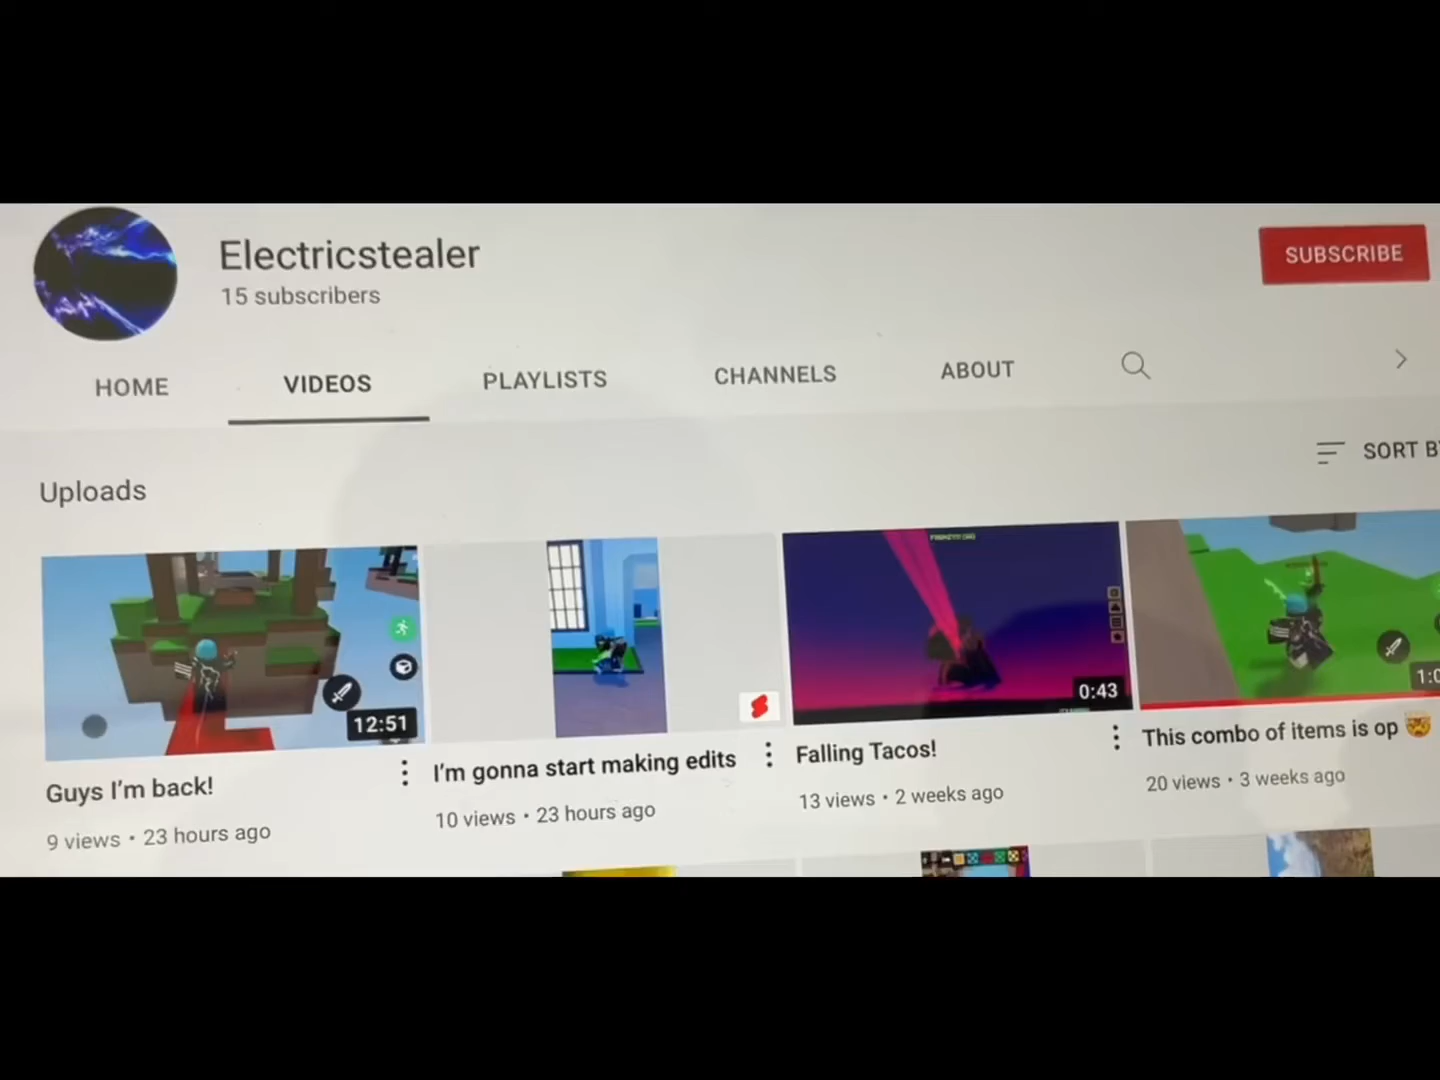 Electricstealer
15 subscribers
SUBSCRIBE
HOME
VIDEOS
PLAYLISTS
CHANNELS
ABOUT
SORT B
Uploads
12:51
0:43
Guys I'm back!
9 views • 23 hours ago
I'm gonna start making edits
10 views • 23 hours ago
Falling Tacos!
13 views • 2 weeks ago
This combo of items is op 🤯
20 views • 3 weeks ago